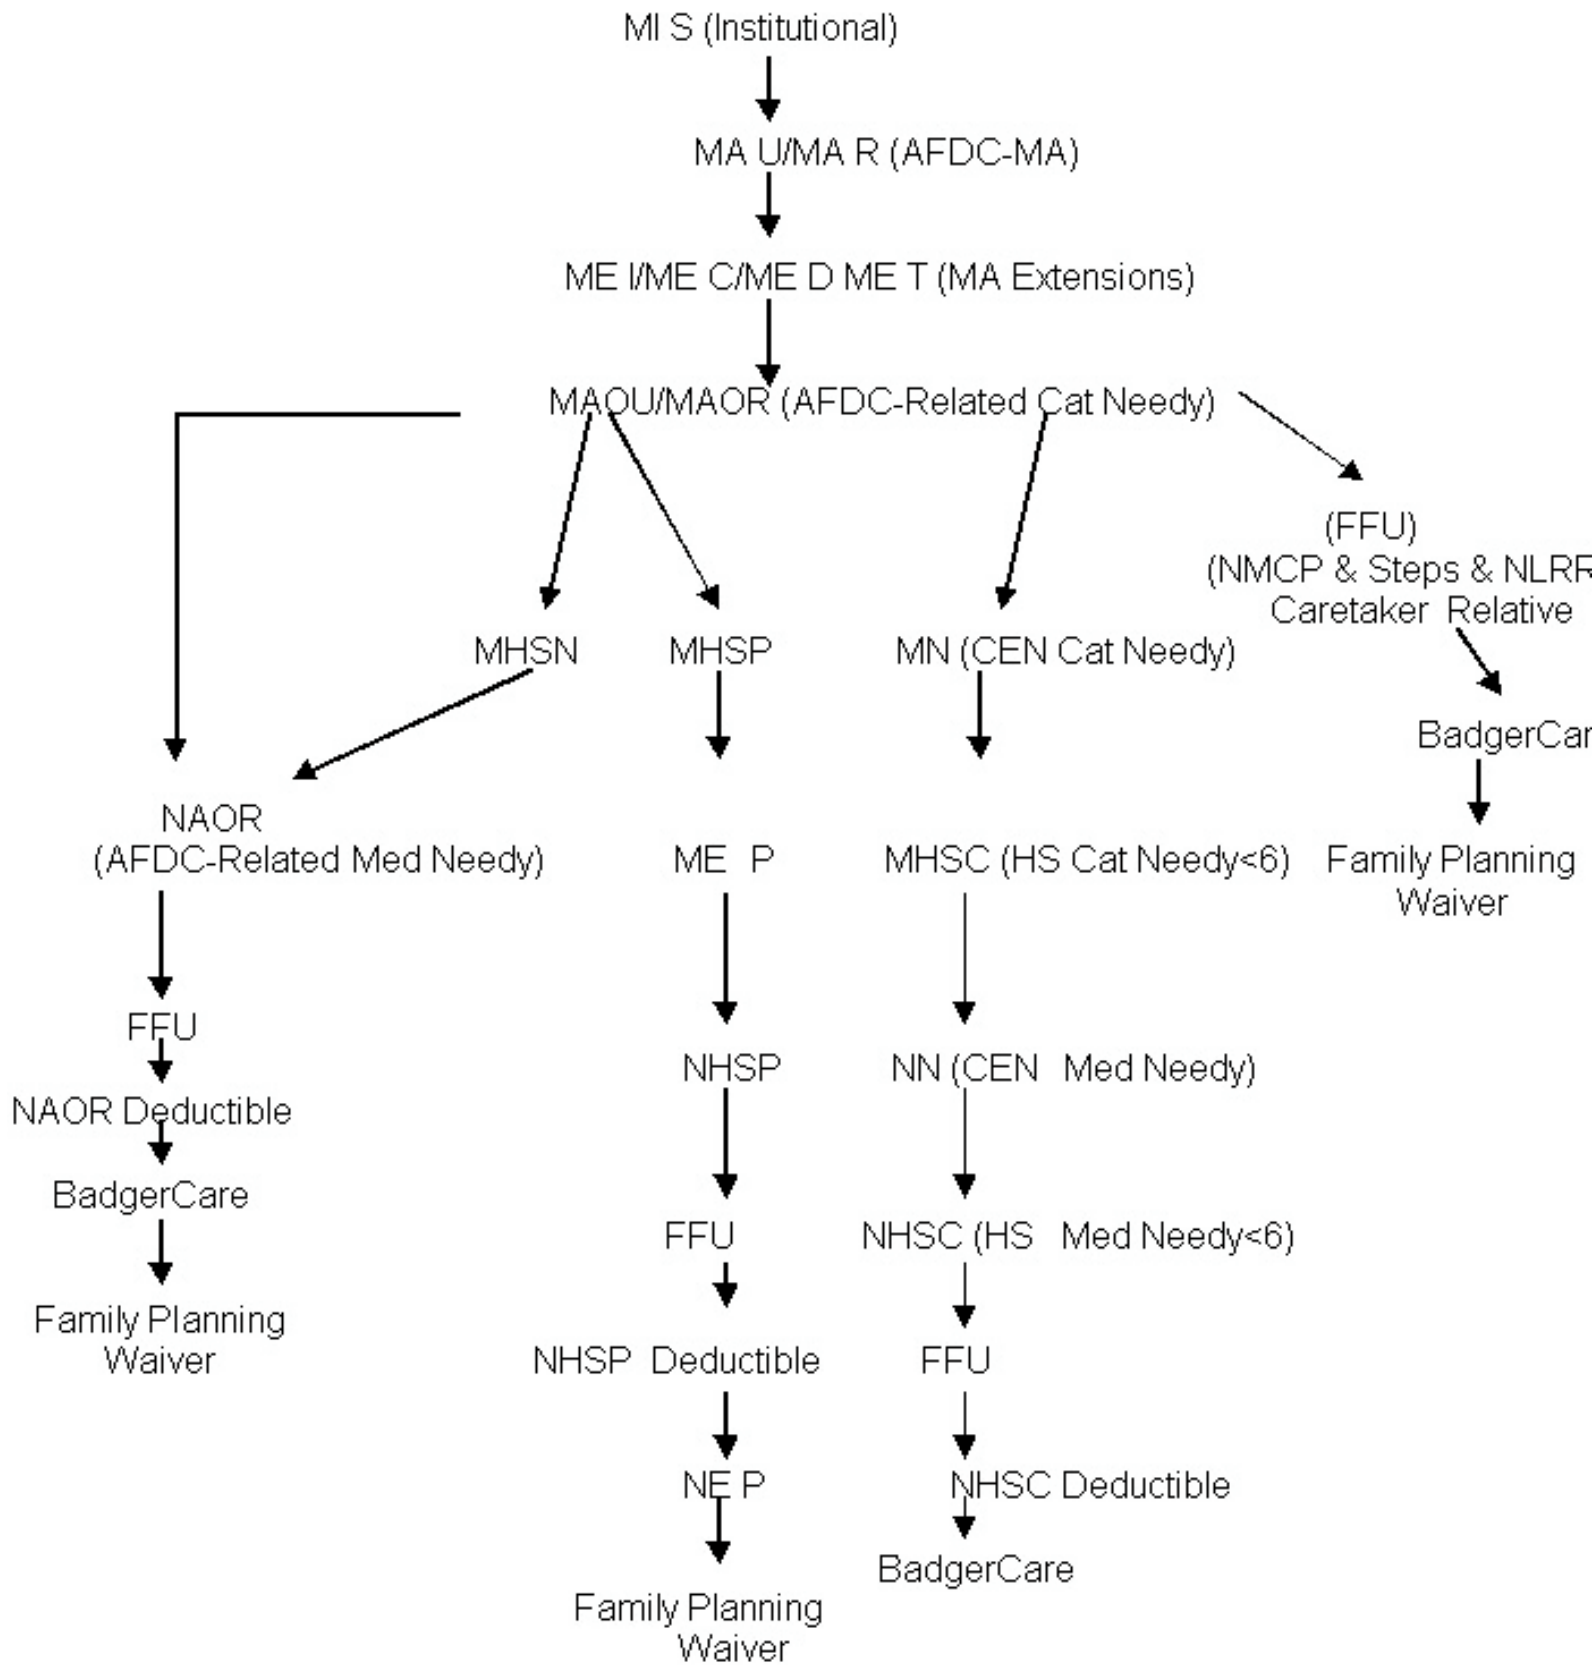 MI S (Institutional)
MA U/MA R (AFDC-MA)
ME I/ME C/ME D ME T (MA Extensions)
MAOU/MAOR (AFDC-Related Cat Needy)
(FFU)
(NMCP & Steps & NLRR
Caretaker Relative
MHSN
MHSP
MN (CEN Cat Needy)
BadgerCar
NAOR
(AFDC-Related Med Needy)
ME P
MHSC (HS Cat Needy<6)
Family Planning
Waiver
FFU
NHSP
NN (CEN Med Needy)
NAOR Deductible
BadgerCare
FFU
NHSC (HS Med Needy<6)
Family Planning
Waiver
NHSP Deductible
FFU
NE P
NHSC Deductible
BadgerCare
Family Planning
Waiver